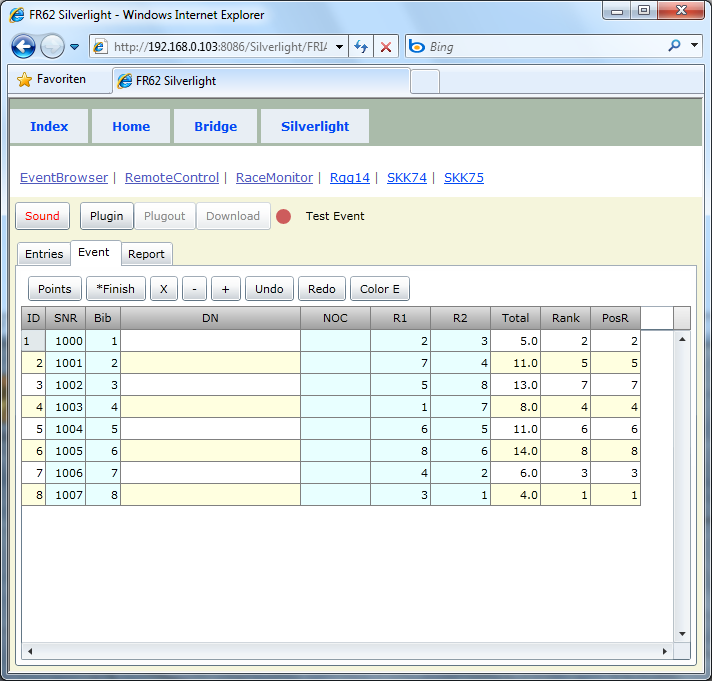 FR62 Silverlight - Windows Internet Explorer
http://192.168.0.103:8086/Silverlight/FRIA
Bing
Favoriten
FR62 Silverlight
Index Home Bridge Silverlight
EventBrowser | RemoteControl | RaceMonitor | Rgg14 | SKK74 | SKK75
Sound Plugin Plugout Download Test Event
Entries Event Report
Points *Finish X - + Undo Redo Color E
ID SNR Bib DN NOC R1 R2 Total Rank PosR
1 1000 1 2 3 5.0 2 2
2 1001 2 7 4 11.0 5 5
3 1002 3 5 8 13.0 7 7
4 1003 4 1 7 8.0 4 4
5 1004 5 6 5 11.0 6 6
6 1005 6 8 6 14.0 8 8
7 1006 7 4 2 6.0 3 3
8 1007 8 3 1 4.0 1 1